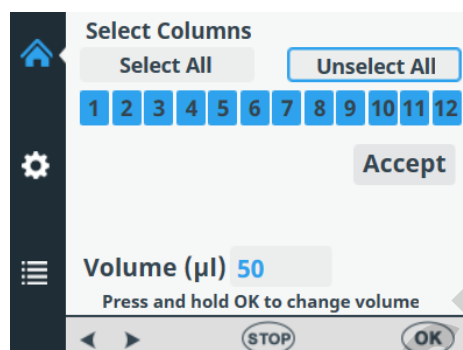 Select Columns
Select All Unselect All
1 2 3 4 5 6 7 8 9 10 11 12
Accept
Volume (µl) 50
Press and hold OK to change volume
STOP OK